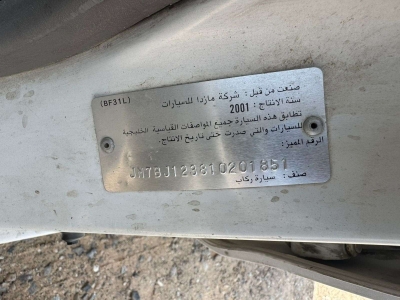 صنعت من قبل : شركة مازدا للسيارات (BF31L)
سنة الانتاج : 2001
تطابق هذه السيارة جميع المواصفات القياسية الخليجية
للسيارات والتي صدرت حتى تاريخ الانتاج .
الرقم المميز :
JM7BJ123610201851
صنف : سيارة ركاب